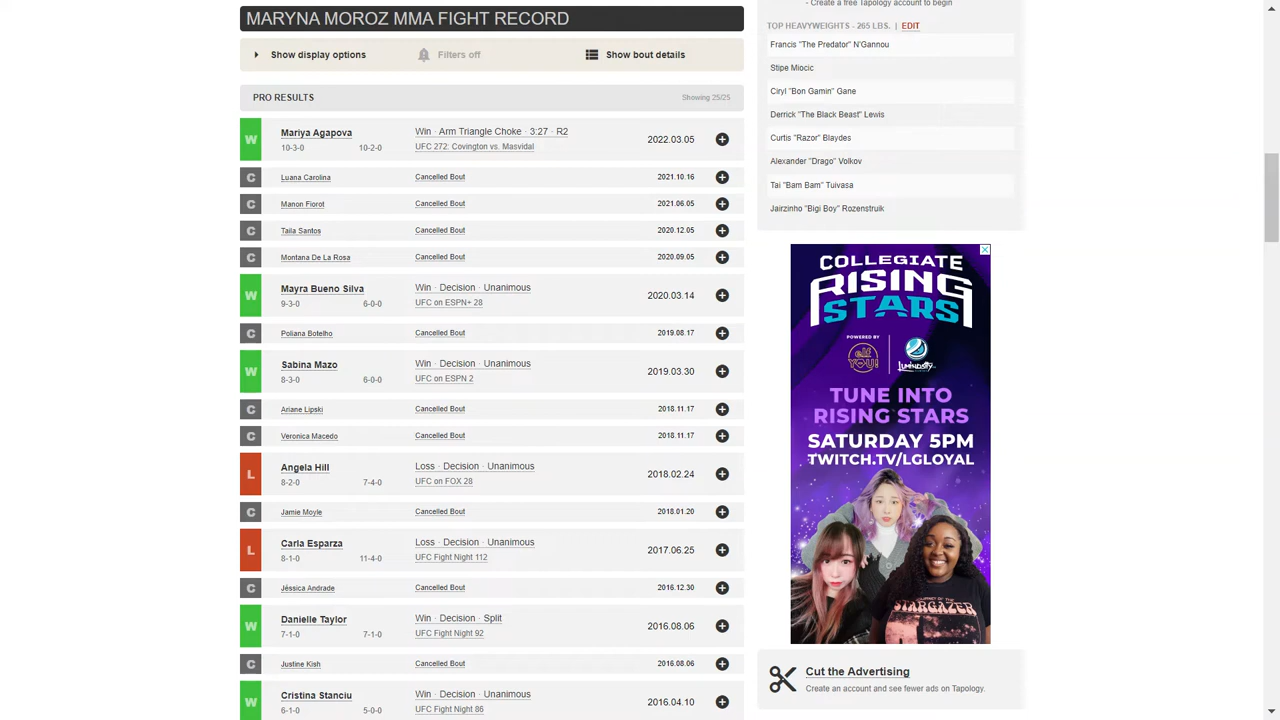 MARYNA MOROZ MMA FIGHT RECORD
Show display options Filters off Show bout details
PRO RESULTS Showing 25/25
W Mariya Agapova Win · Arm Triangle Choke · 3:27 · R2 2022.03.05
10-3-0 10-2-0 UFC 272: Covington vs. Masvidal
C Luana Carolina Cancelled Bout 2021.10.16
C Manon Fiorot Cancelled Bout 2021.06.05
C Taila Santos Cancelled Bout 2020.12.05
C Montana De La Rosa Cancelled Bout 2020.09.05
W Mayra Bueno Silva Win · Decision · Unanimous 2020.03.14
9-3-0 6-0-0 UFC on ESPN+ 28
C Poliana Botelho Cancelled Bout 2019.08.17
W Sabina Mazo Win · Decision · Unanimous 2019.03.30
8-3-0 6-0-0 UFC on ESPN 2
C Ariane Lipski Cancelled Bout 2018.11.17
C Veronica Macedo Cancelled Bout 2018.11.17
L Angela Hill Loss · Decision · Unanimous 2018.02.24
8-2-0 7-4-0 UFC on FOX 28
C Jamie Moyle Cancelled Bout 2018.01.20
L Carla Esparza Loss · Decision · Unanimous 2017.06.25
8-1-0 11-4-0 UFC Fight Night 112
C Jéssica Andrade Cancelled Bout 2016.12.30
W Danielle Taylor Win · Decision · Split 2016.08.06
7-1-0 7-1-0 UFC Fight Night 92
C Justine Kish Cancelled Bout 2016.08.06
W Cristina Stanciu Win · Decision · Unanimous 2016.04.10
6-1-0 5-0-0 UFC Fight Night 86
- Create a free Tapology account to begin
TOP HEAVYWEIGHTS - 265 LBS. | EDIT
Francis "The Predator" N'Gannou
Stipe Miocic
Ciryl "Bon Gamin" Gane
Derrick "The Black Beast" Lewis
Curtis "Razor" Blaydes
Alexander "Drago" Volkov
Tai "Bam Bam" Tuivasa
Jairzinho "Bigi Boy" Rozenstruik
COLLEGIATE
RISING
STARS
POWERED BY
elf YOU! LUMINOSITY
TUNE INTO
RISING STARS
SATURDAY 5PM
TWITCH.TV/LGLOYAL
STARGAZER
Cut the Advertising
Create an account and see fewer ads on Tapology.